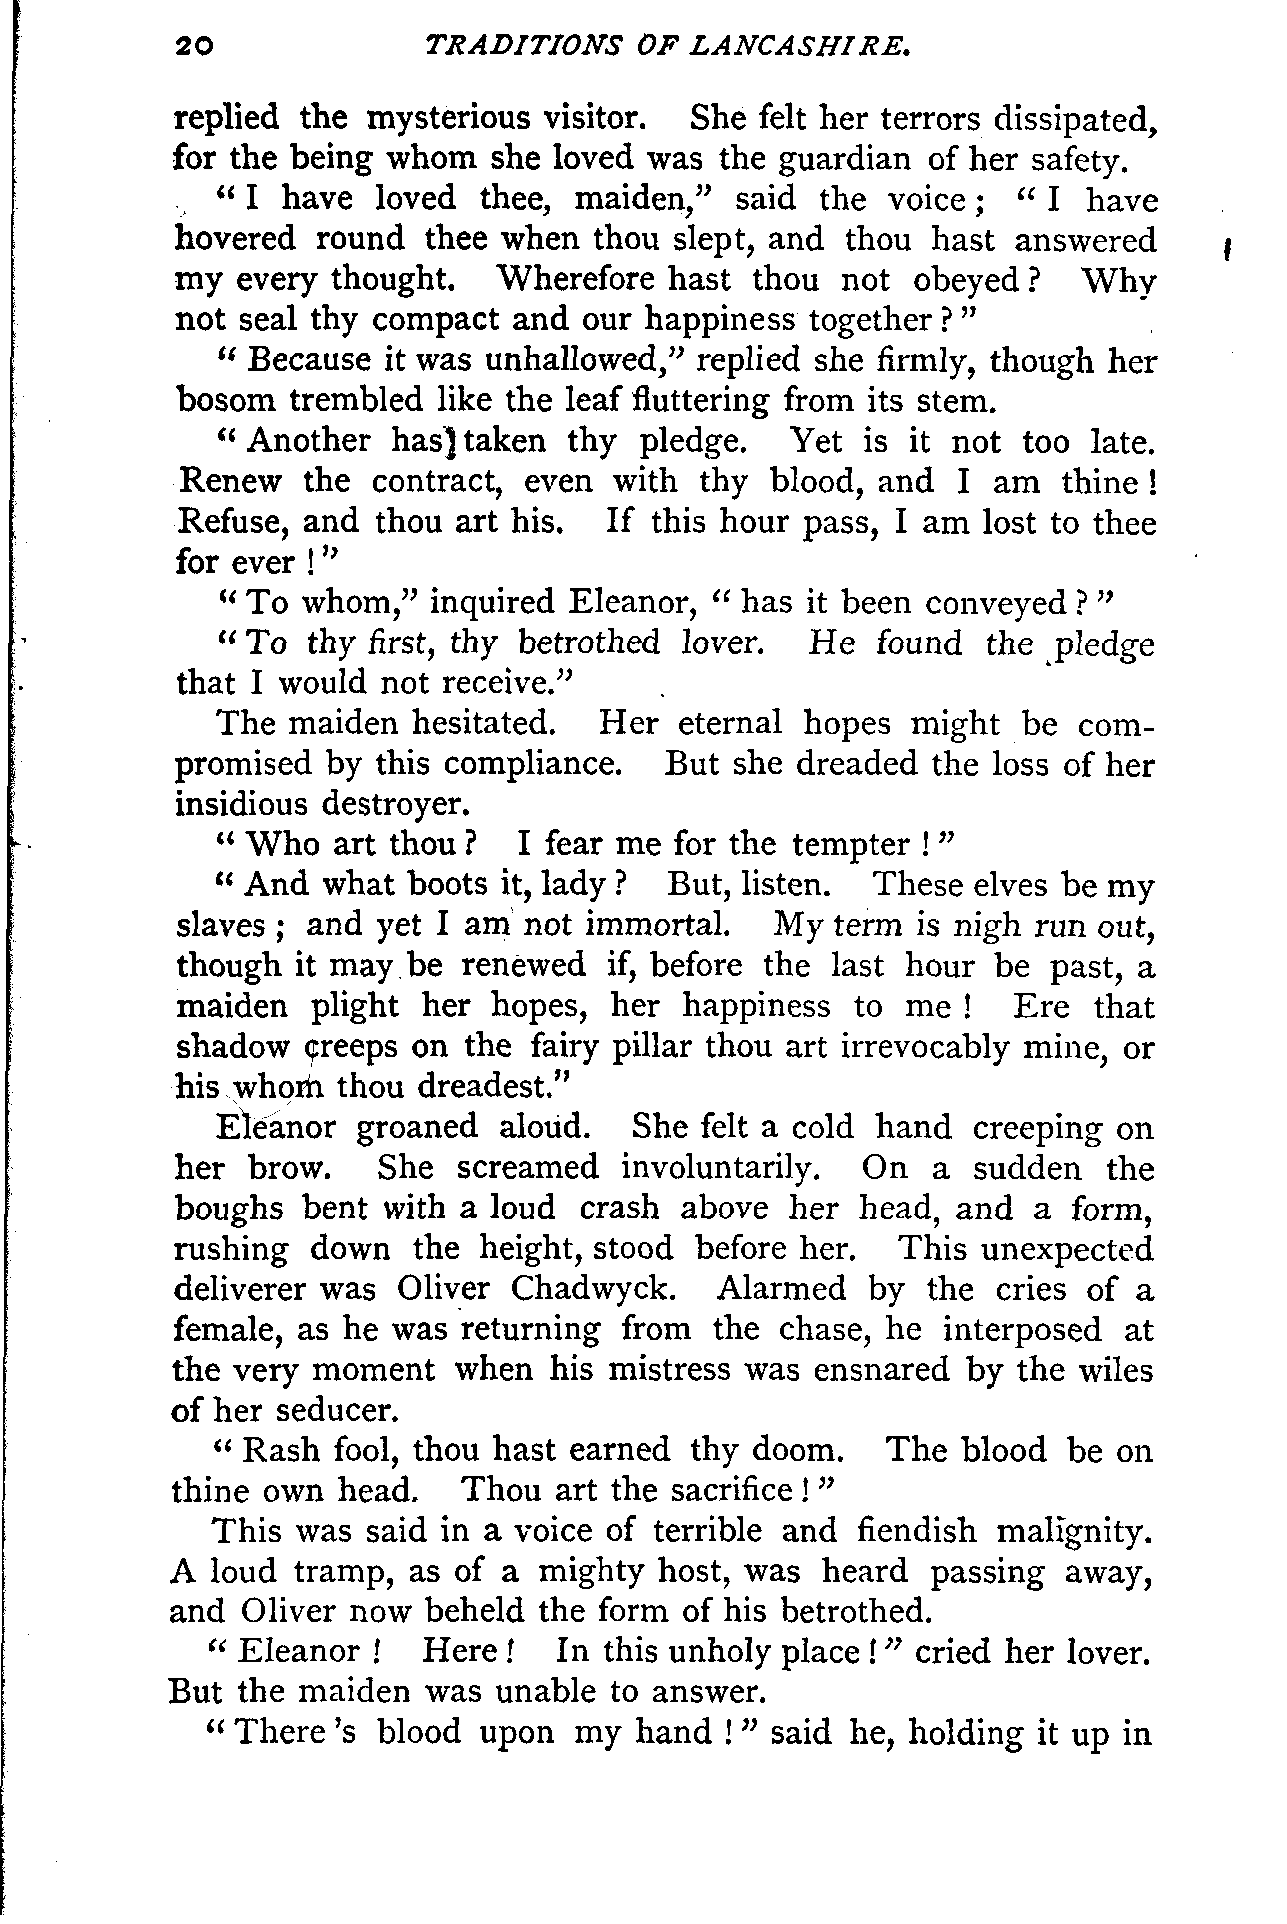 20 TRADITIONS OF LANCASHIRE.
replied the mysterious visitor. She felt her terrors dissipated,
for the being whom she loved was the guardian of her safety.
“ I have loved thee, maiden,” said the voice ; “ I have
hovered round thee when thou slept, and thou hast answered
my every thought. Wherefore hast thou not obeyed ? Why
not seal thy compact and our happiness together ? ”
“ Because it was unhallowed,” replied she firmly, though her
bosom trembled like the leaf fluttering from its stem.
“ Another has taken thy pledge. Yet is it not too late.
Renew the contract, even with thy blood, and I am thine !
Refuse, and thou art his. If this hour pass, I am lost to thee
for ever ! ”
“ To whom,” inquired Eleanor, “ has it been conveyed ? ”
“ To thy first, thy betrothed lover. He found the pledge
that I would not receive.”
The maiden hesitated. Her eternal hopes might be com-
promised by this compliance. But she dreaded the loss of her
insidious destroyer.
“ Who art thou ? I fear me for the tempter ! ”
“ And what boots it, lady ? But, listen. These elves be my
slaves ; and yet I am not immortal. My term is nigh run out,
though it may be renewed if, before the last hour be past, a
maiden plight her hopes, her happiness to me ! Ere that
shadow creeps on the fairy pillar thou art irrevocably mine, or
his whom thou dreadest.”
Eleanor groaned aloud. She felt a cold hand creeping on
her brow. She screamed involuntarily. On a sudden the
boughs bent with a loud crash above her head, and a form,
rushing down the height, stood before her. This unexpected
deliverer was Oliver Chadwyck. Alarmed by the cries of a
female, as he was returning from the chase, he interposed at
the very moment when his mistress was ensnared by the wiles
of her seducer.
“ Rash fool, thou hast earned thy doom. The blood be on
thine own head. Thou art the sacrifice ! ”
This was said in a voice of terrible and fiendish malignity.
A loud tramp, as of a mighty host, was heard passing away,
and Oliver now beheld the form of his betrothed.
“ Eleanor ! Here ! In this unholy place ! ” cried her lover.
But the maiden was unable to answer.
“ There 's blood upon my hand ! ” said he, holding it up in